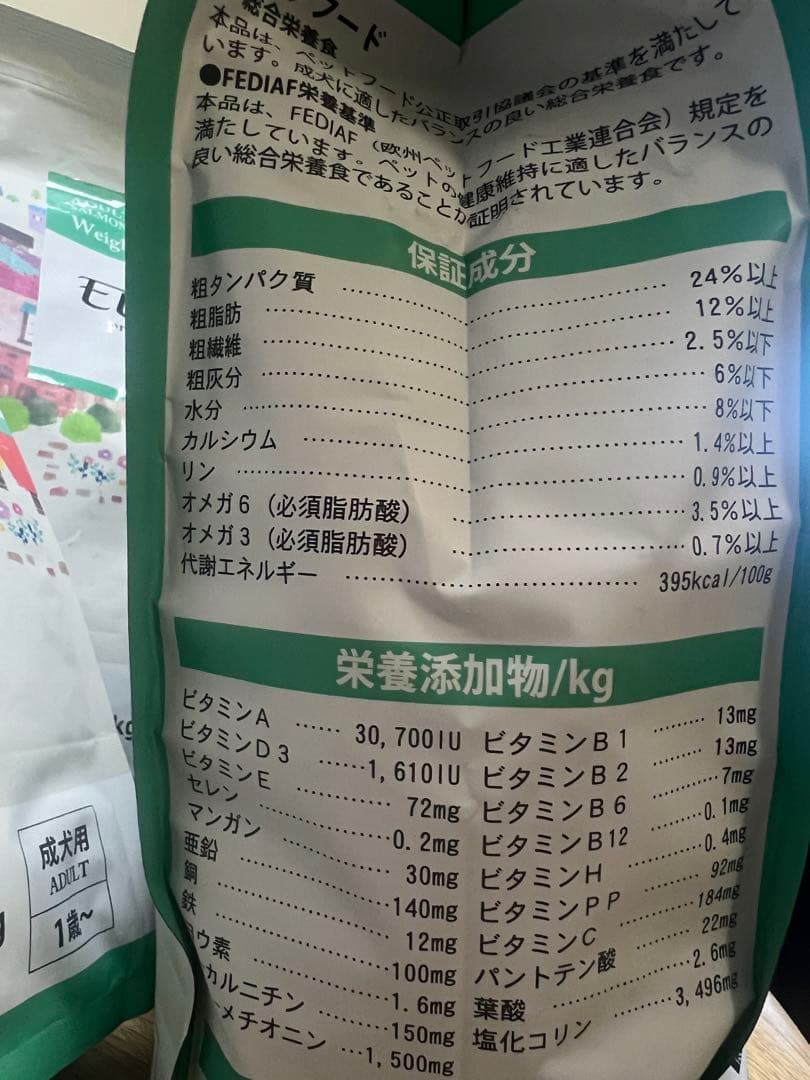 フード
総合栄養食
本品は、ペットフード公正取引協議会の基準を満たして
います。成犬に適したバランスの良い総合栄養食です。
●FEDIAF栄養基準
本品は、FEDIAF（欧州ペットフード工業連合会）規定を
満たしています。ペットの健康維持に適したバランスの
良い総合栄養食であることが証明されています。
保証成分
粗タンパク質 24%以上
粗脂肪 12%以上
粗繊維 2.5%以下
粗灰分 6%以下
水分 8%以下
カルシウム 1.4%以上
リン 0.9%以上
オメガ6（必須脂肪酸） 3.5%以上
オメガ3（必須脂肪酸） 0.7%以上
代謝エネルギー 395kcal/100g
栄養添加物/kg
ビタミンA 30,700IU ビタミンB1 13mg
ビタミンD3 1,610IU ビタミンB2 13mg
ビタミンE 72mg ビタミンB6 7mg
セレン 0.2mg ビタミンB12 0.1mg
マンガン 30mg ビタミンH 0.4mg
亜鉛 140mg ビタミンPP 92mg
銅 12mg ビタミンC 184mg
鉄 100mg パントテン酸 22mg
ヨウ素 1.6mg 葉酸 2.6mg
カルニチン 150mg 塩化コリン 3,496mg
メチオニン 1,500mg
SALMON
Weig
kg
成犬用
ADULT
1歳~